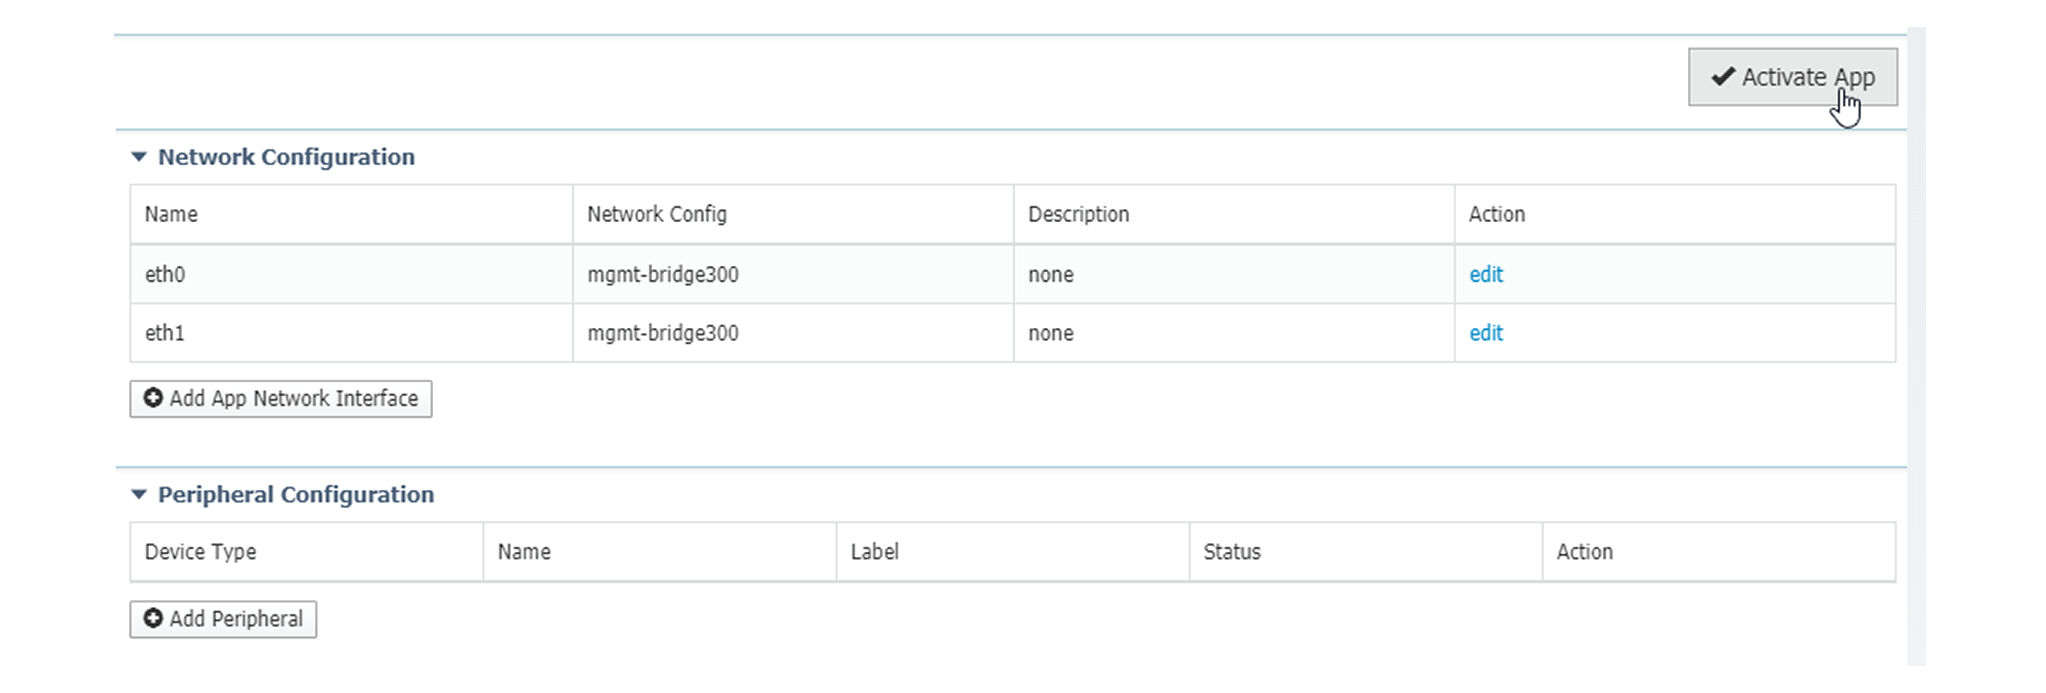 Activate App
Network Configuration
Name Network Config Description Action
eth0 mgmt-bridge300 none edit
eth1 mgmt-bridge300 none edit
Add App Network Interface
Peripheral Configuration
Device Type Name Label Status Action
Add Peripheral